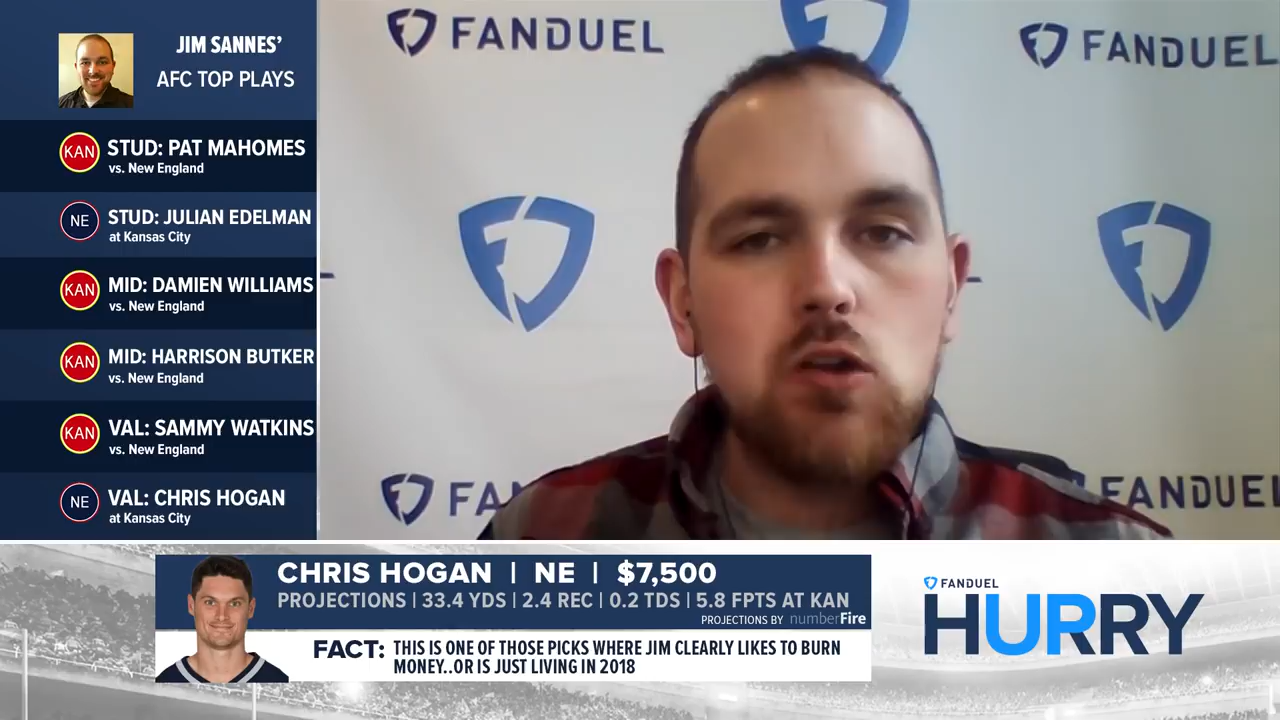 JIM SANNES'
AFC TOP PLAYS
KAN
STUD: PAT MAHOMES
vs. New England
NE
STUD: JULIAN EDELMAN
at Kansas City
KAN
MID: DAMIEN WILLIAMS
vs. New England
KAN
MID: HARRISON BUTKER
vs. New England
KAN
VAL: SAMMY WATKINS
vs. New England
NE
VAL: CHRIS HOGAN
at Kansas City
FANDUEL
FANDUEL
FAN
FANDUEL
CHRIS HOGAN | NE | $7,500
PROJECTIONS | 33.4 YDS | 2.4 REC | 0.2 TDS | 5.8 FPTS AT KAN
PROJECTIONS BY numberFire
FACT: THIS IS ONE OF THOSE PICKS WHERE JIM CLEARLY LIKES TO BURN
MONEY..OR IS JUST LIVING IN 2018
FANDUEL
HURRY